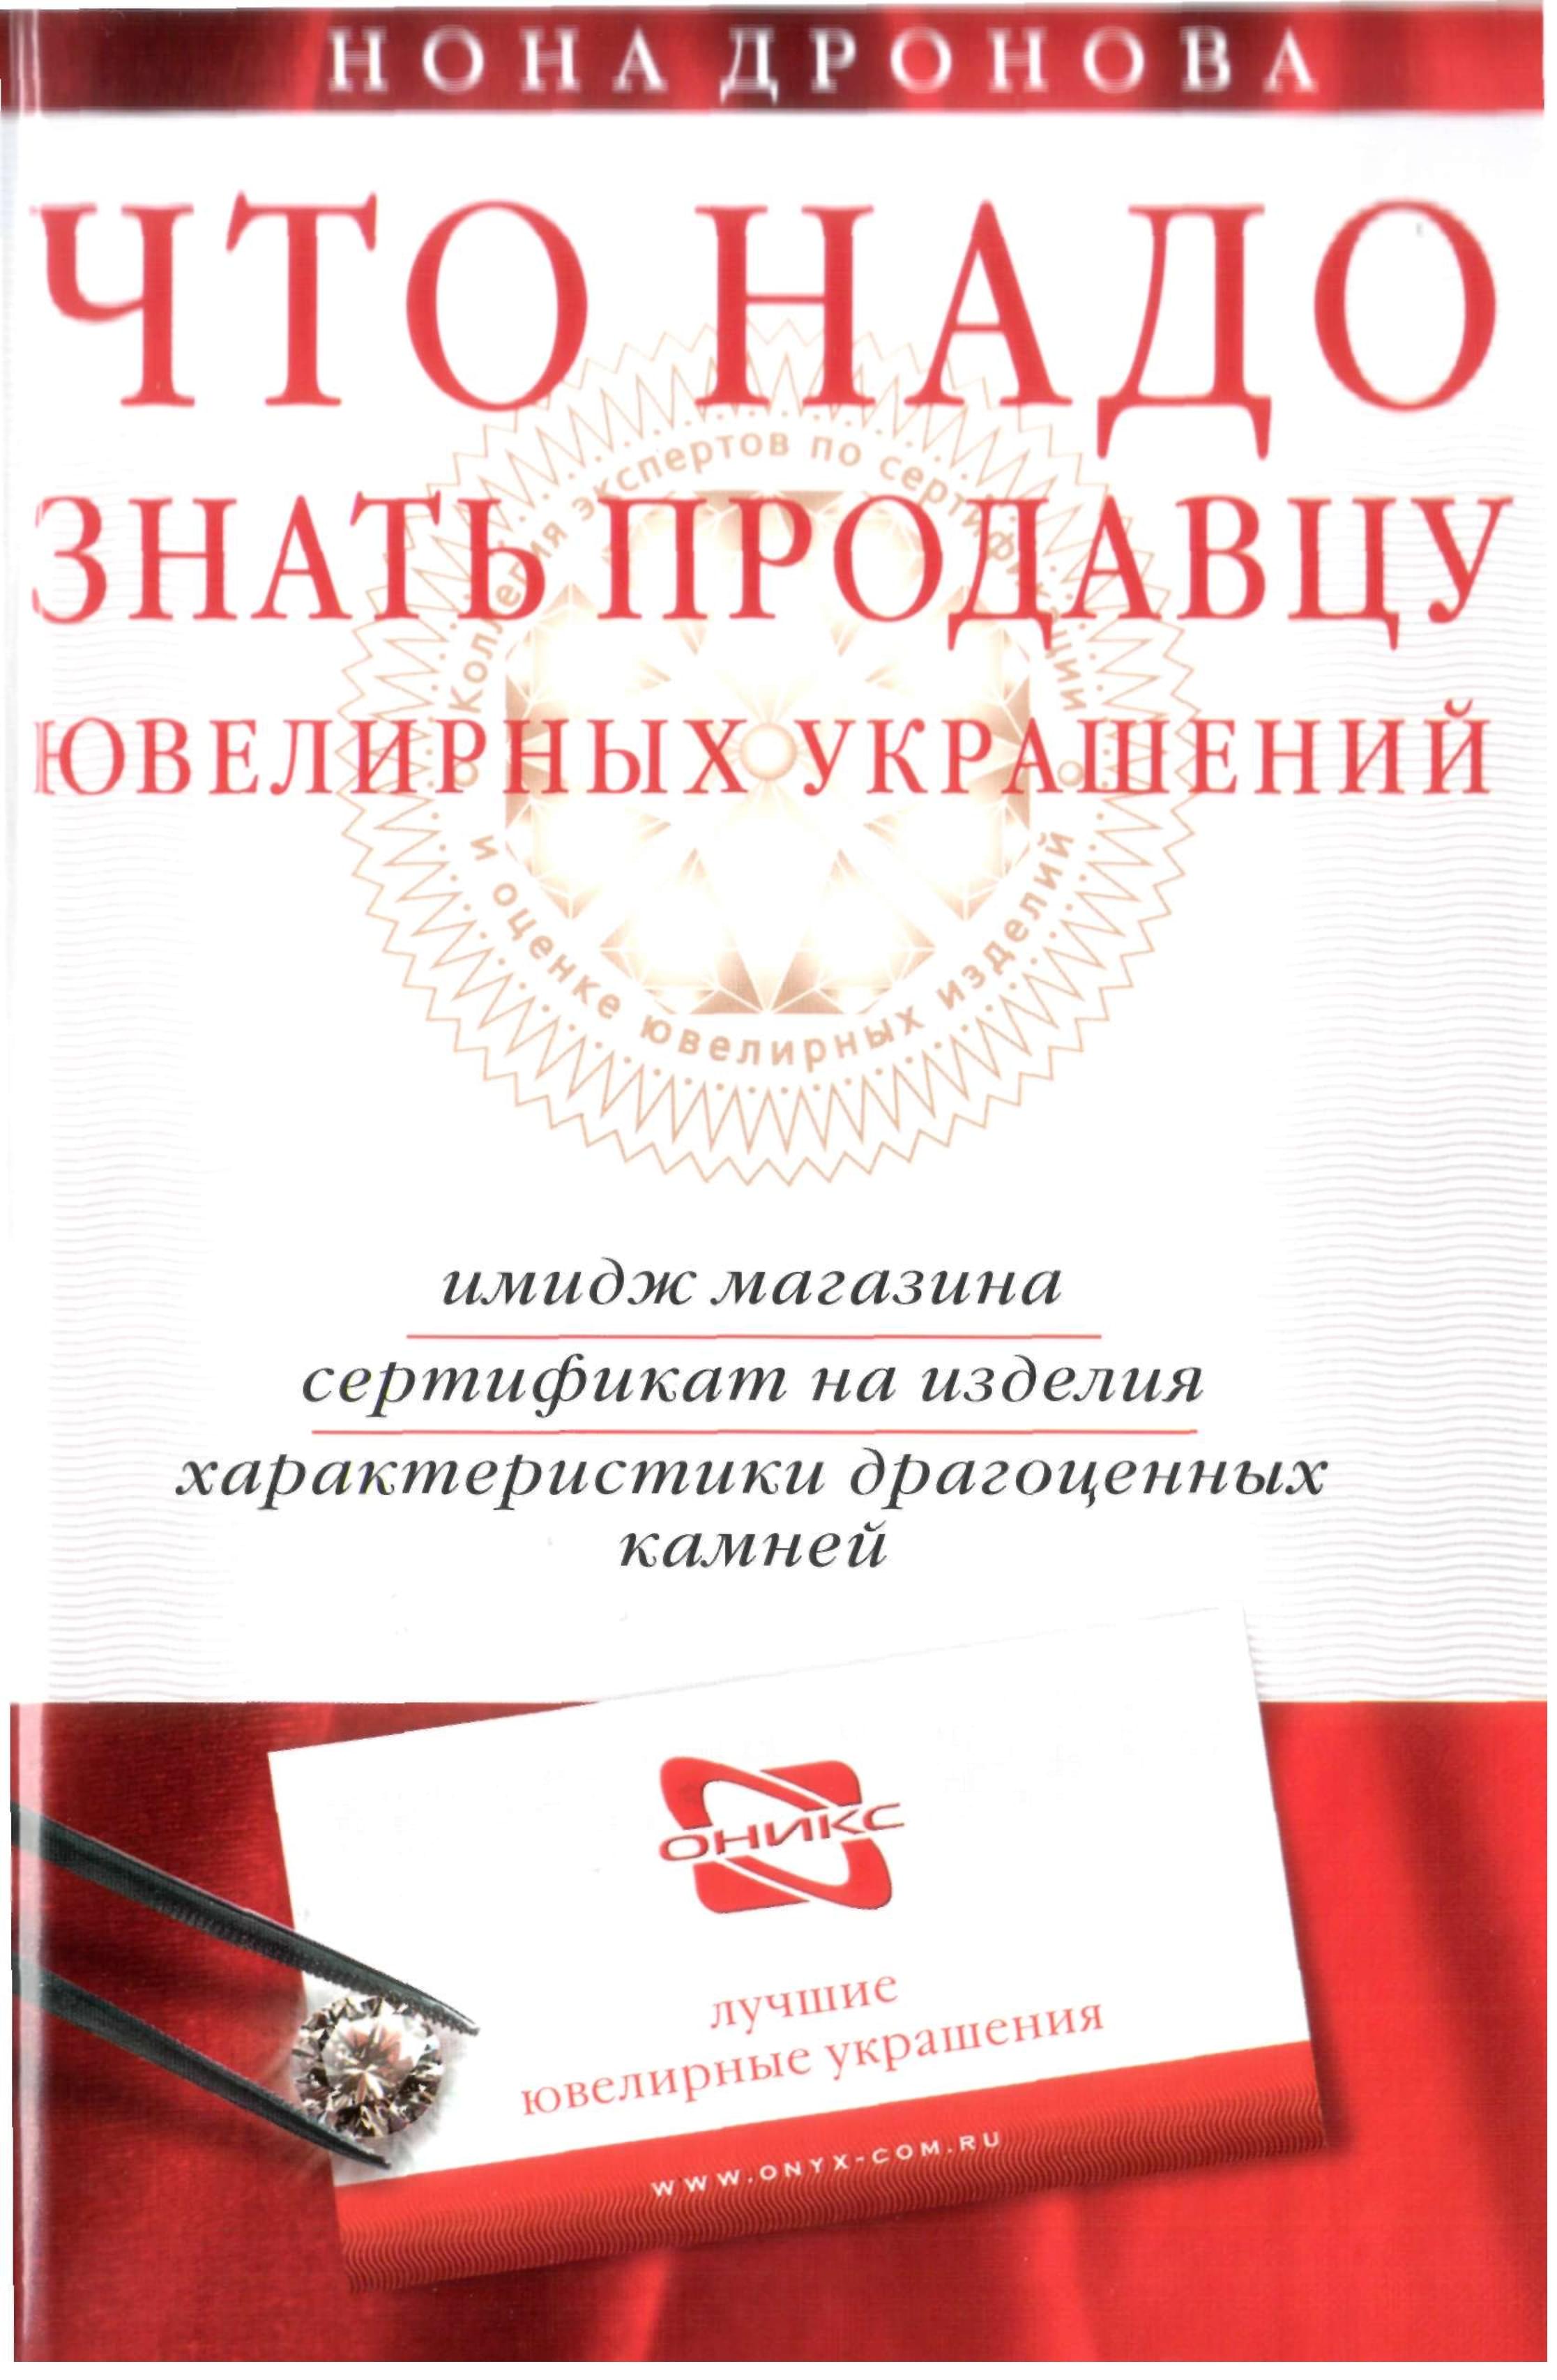 НОНА ДРОНОВА
ЧТО НАДО
ЗНАТЬ ПРОДАВЦУ
ЮВЕЛИРНЫХ УКРАШЕНИЙ
Коллегия экспертов по сертификации
и оценке ювелирных изделий
имидж магазина
сертификат на изделия
характеристики драгоценных
камней
ОНИКС
лучшие
ювелирные украшения
WWW.ONYX-COM.RU